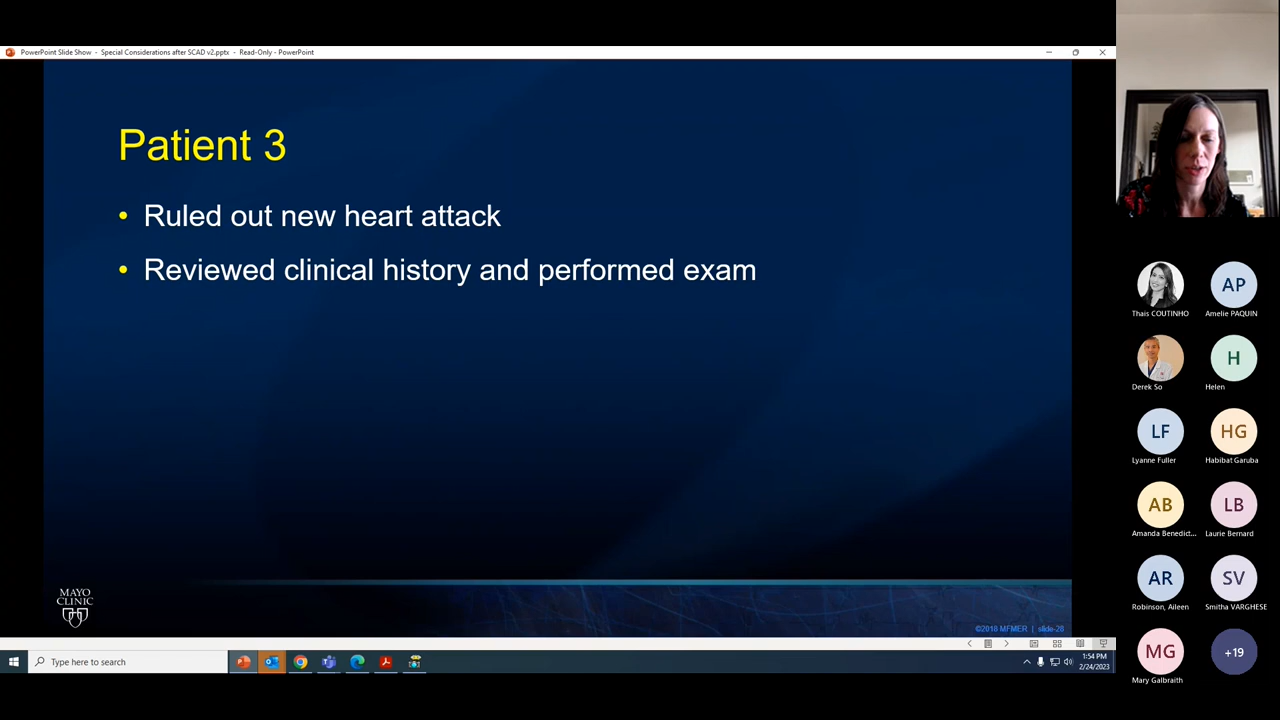 PowerPoint Slide Show - Special Considerations after SCAD v2.pptx - Read-Only - PowerPoint
Patient 3
• Ruled out new heart attack
• Reviewed clinical history and performed exam
MAYO
CLINIC
©2018 MFMER | slide-28
Type here to search
1:54 PM
2/24/2023
Thais COUTINHO
AP
Amelie PAQUIN
Derek So
H
Helen
LF
Lyanne Fuller
HG
Habibat Garuba
AB
Amanda Benedict...
LB
Laurie Bernard
AR
Robinson, Aileen
SV
Smitha VARGHESE
MG
Mary Galbraith
+19